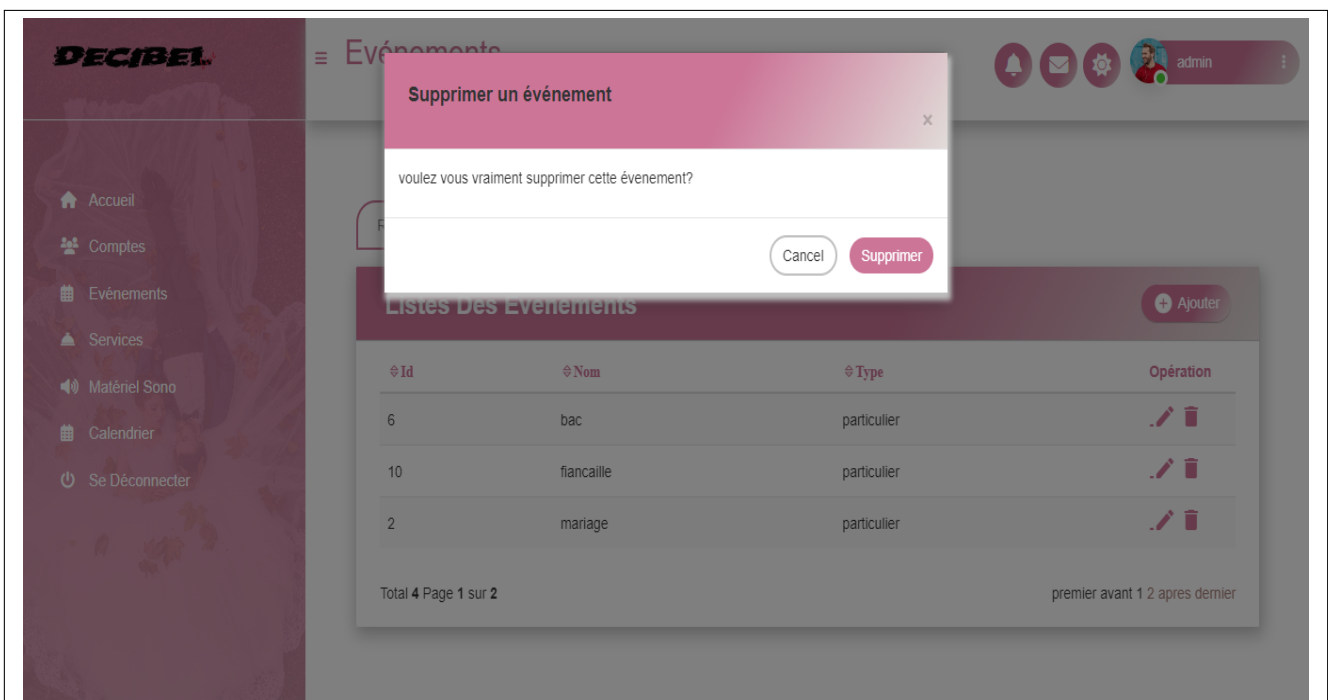 DECIBEL
≡ Evénements
admin
Supprimer un événement
×
voulez vous vraiment supprimer cette évenement?
Cancel
Supprimer
Accueil
Comptes
Evénements
Services
Matériel Sono
Calendrier
Se Déconnecter
Listes Des Evénements
Ajouter
Id Nom Type Opération
6 bac particulier
10 fiancaille particulier
2 mariage particulier
Total 4 Page 1 sur 2
premier avant 1 2 apres dernier